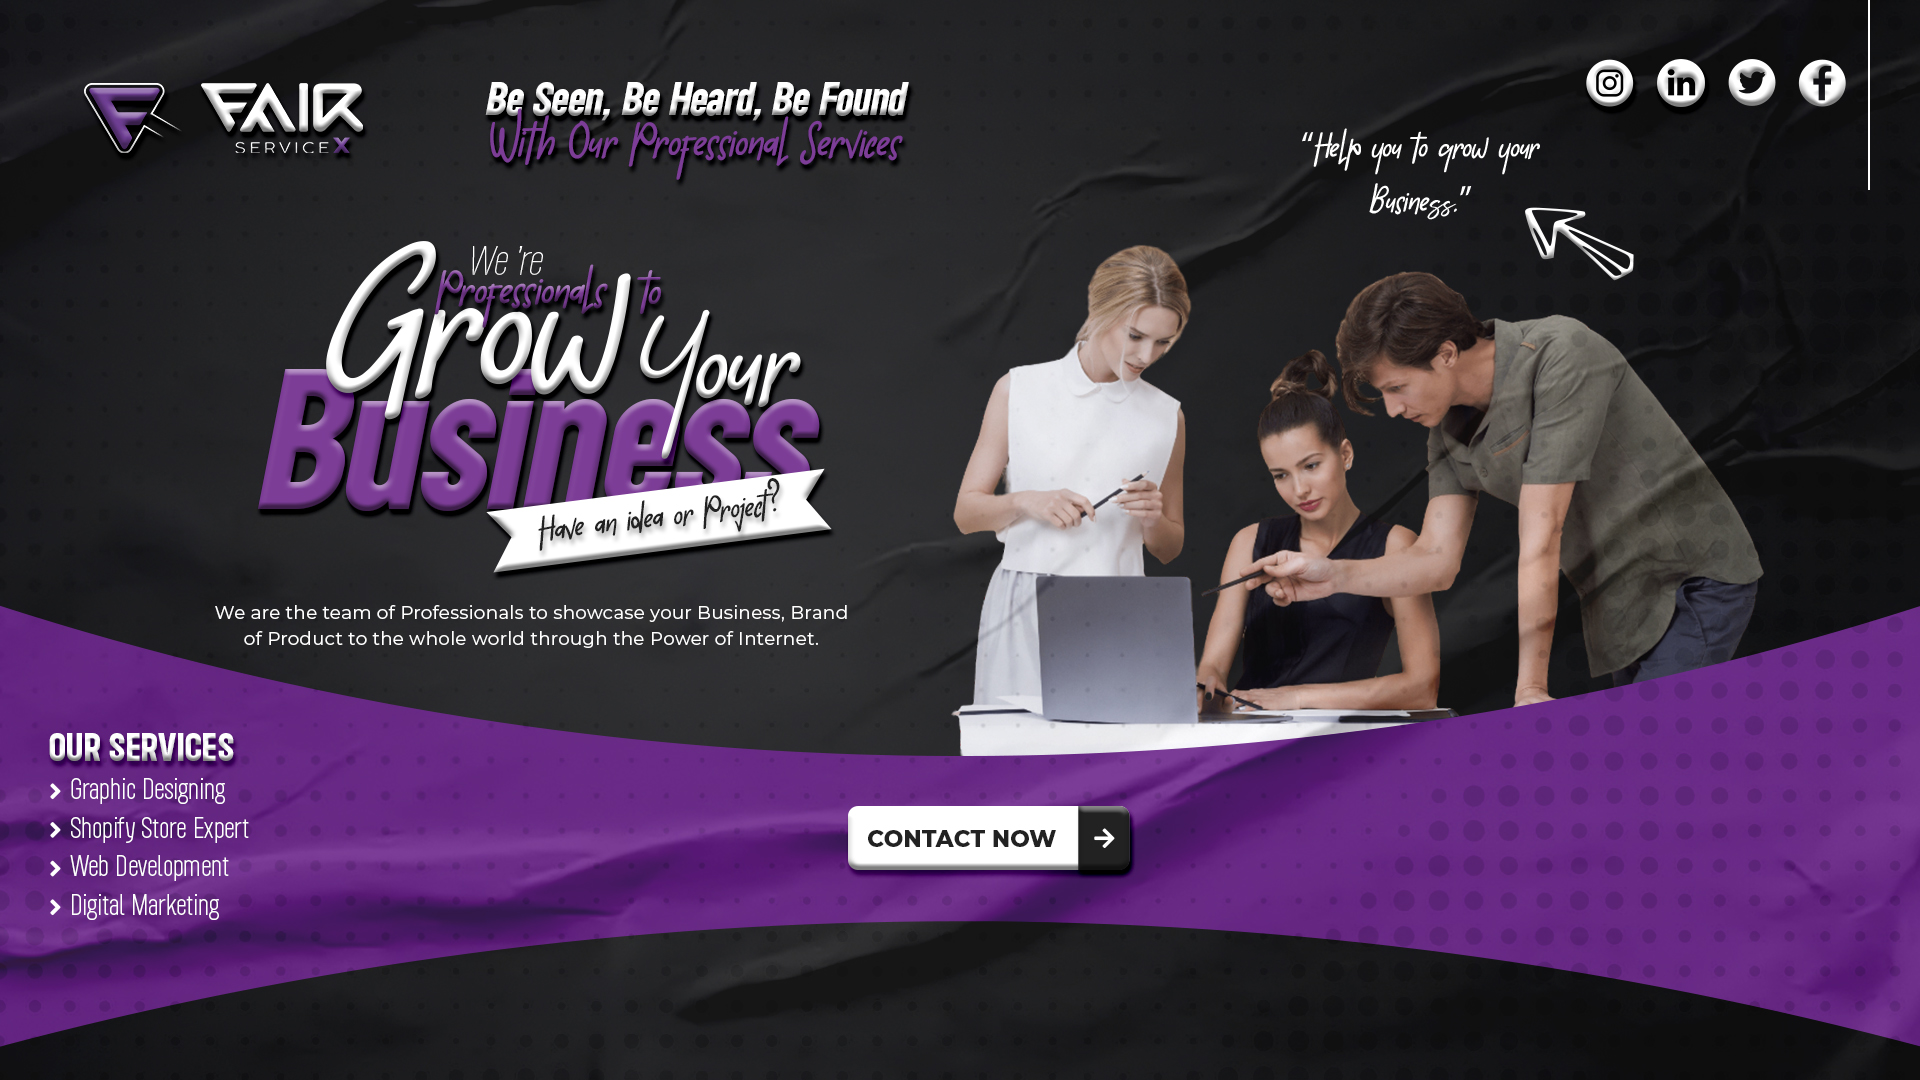 FAIR
SERVICEX
Be Seen, Be Heard, Be Found
With Our Professional Services
"Help you to grow your
Business."
We're
Professionals to
Grow Your
Business
Have an idea or Project?
We are the team of Professionals to showcase your Business, Brand
of Product to the whole world through the Power of Internet.
OUR SERVICES
Graphic Designing
Shopify Store Expert
Web Development
Digital Marketing
CONTACT NOW